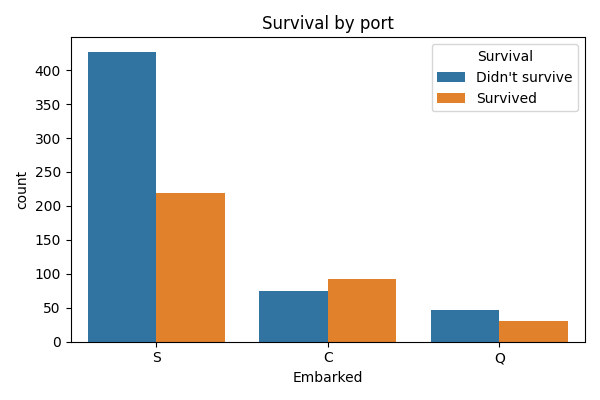 Survival by port
Survival
Didn't survive
Survived
count
400
350
300
250
200
150
100
50
0
S
C
Q
Embarked